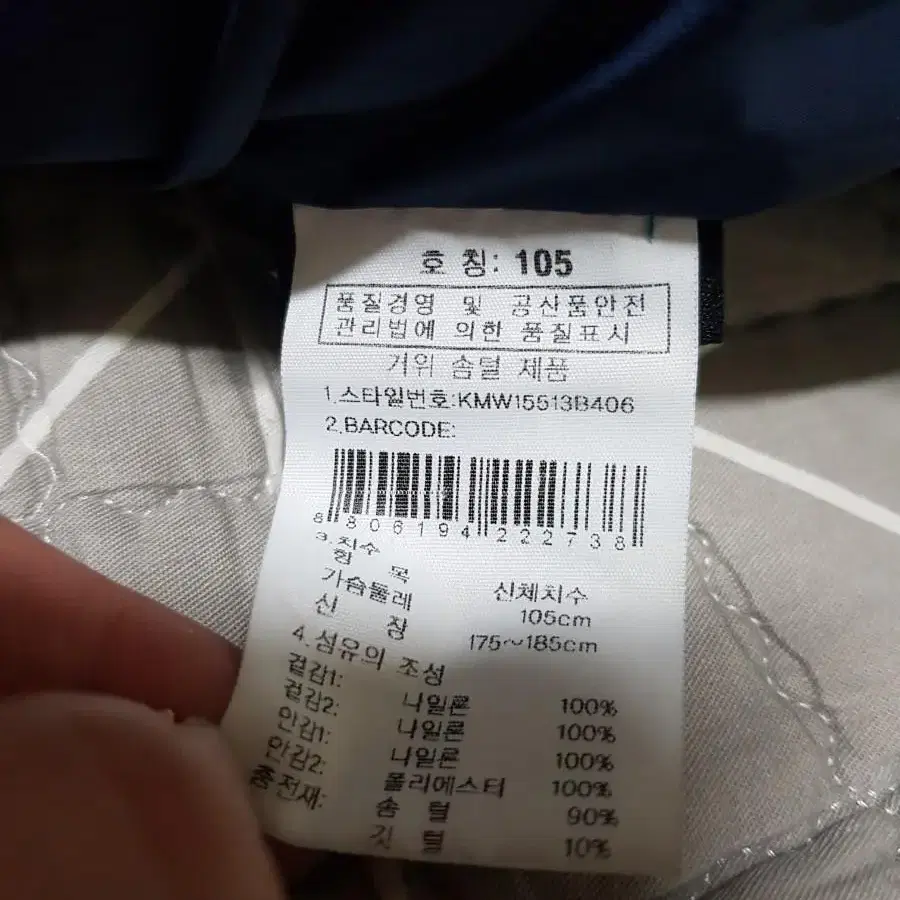 호 칭: 105
품질경영 및 공산품안전
관리법에 의한 품질표시
거위 솜털 제품
1.스타일번호:KMW15513B406
2.BARCODE:
8 806194 222738
3.치수
항 목 신체치수
가슴둘레 105cm
신 장 175~185cm
4.섬유의 조성
겉감1: 나일론 100%
겉감2: 나일론 100%
안감1: 나일론 100%
안감2: 폴리에스터 100%
충전재: 솜 털 90%
깃 털 10%